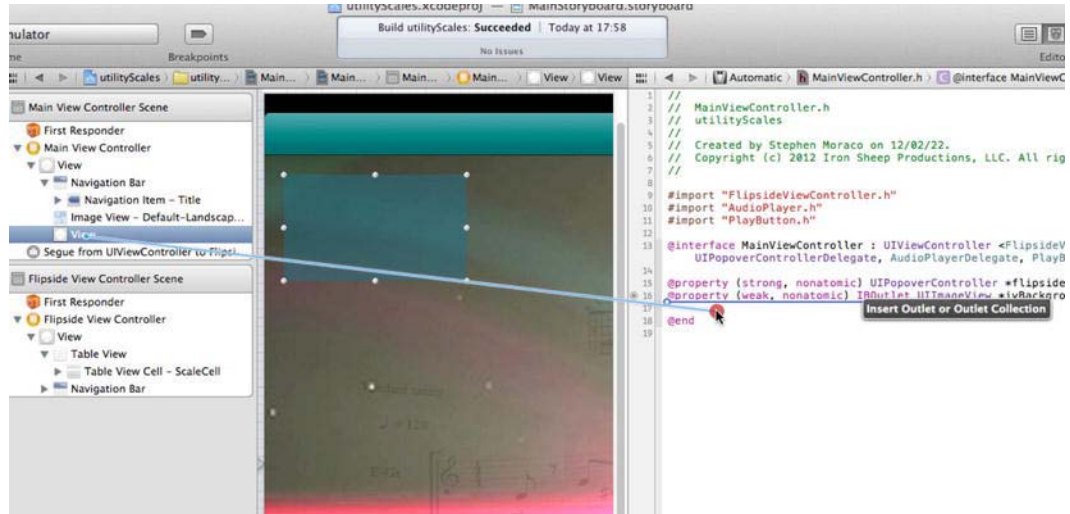 utilityScales.xcodeproj — MainStoryboard.storyboard
nulator
Breakpoints
Build utilityScales: Succeeded | Today at 17:58
No Issues
Edito
utilityScales
utility...
Main...
Main...
Main...
Main...
View
View
Automatic
MainViewController.h
@interface MainViewC
Main View Controller Scene
First Responder
Main View Controller
View
Navigation Bar
Navigation Item – Title
Image View – Default-Landscap...
View
Segue from UIViewController to Flipsi...
Flipside View Controller Scene
First Responder
Flipside View Controller
View
Table View
Table View Cell – ScaleCell
Navigation Bar
1 //
2 // MainViewController.h
3 // utilityScales
4 //
5 // Created by Stephen Moraco on 12/02/22.
6 // Copyright (c) 2012 Iron Sheep Productions, LLC. All rig
7 //
8
9 #import "FlipsideViewController.h"
10 #import "AudioPlayer.h"
11 #import "PlayButton.h"
12
13 @interface MainViewController : UIViewController <FlipsideV
UIPopoverControllerDelegate, AudioPlayerDelegate, PlayB
14
15 @property (strong, nonatomic) UIPopoverController *flipside
16 @property (weak, nonatomic) IBOutlet UIImageView *ivBackgro
17
Insert Outlet or Outlet Collection
18 @end
19